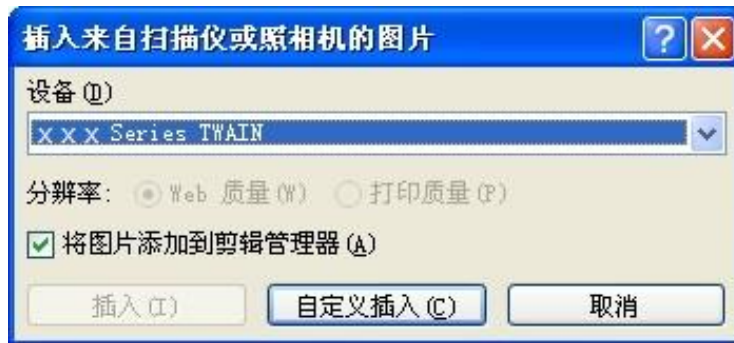 插入来自扫描仪或照相机的图片
设备(D)
x x x Series TWAIN
分辨率: Web 质量(W) 打印质量(P)
将图片添加到剪辑管理器(A)
插入(I) 自定义插入(C) 取消